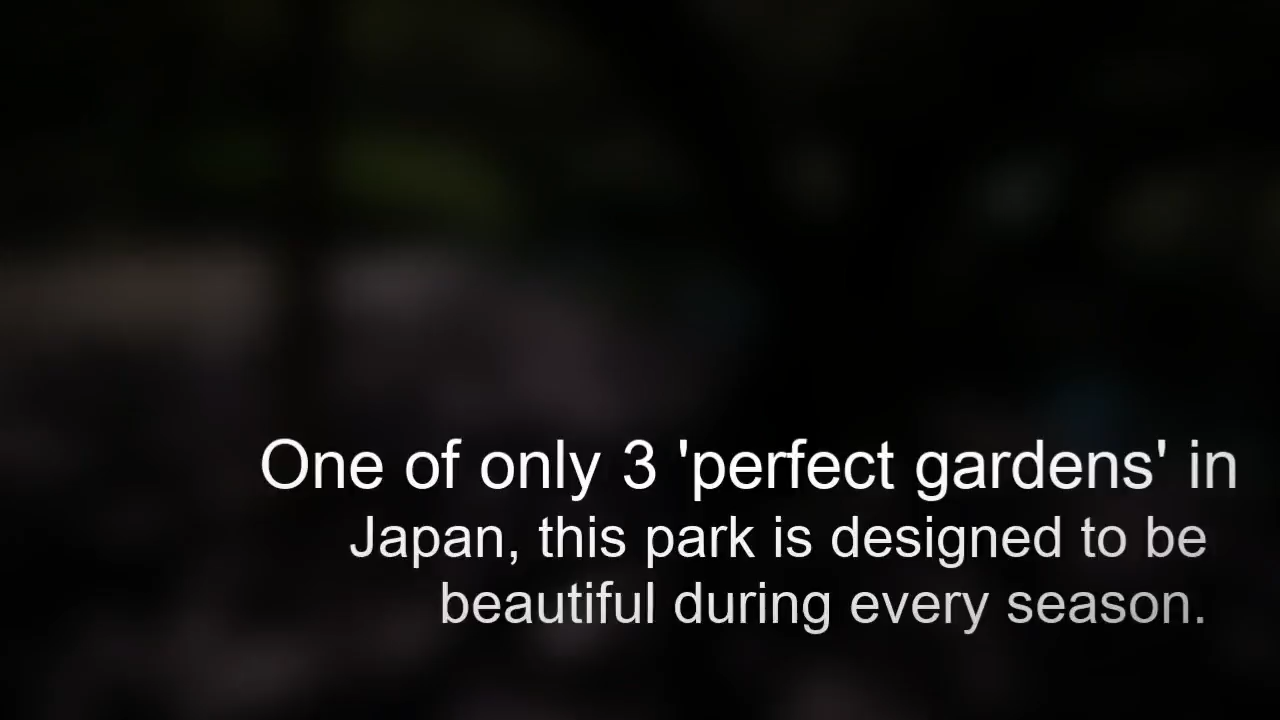 One of only 3 'perfect gardens' in
Japan, this park is designed to be
beautiful during every season.